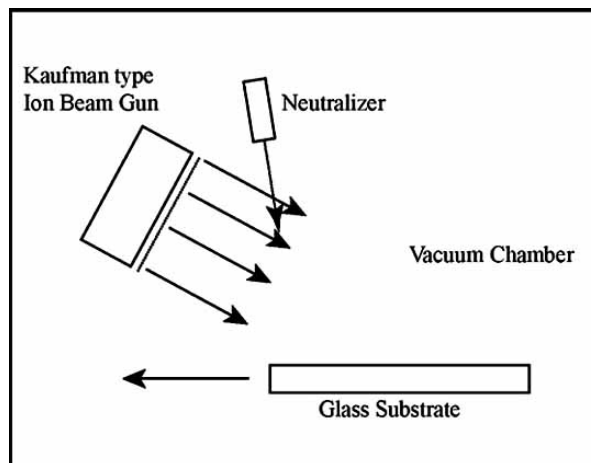 Kaufman type
Ion Beam Gun
Neutralizer
Vacuum Chamber
Glass Substrate